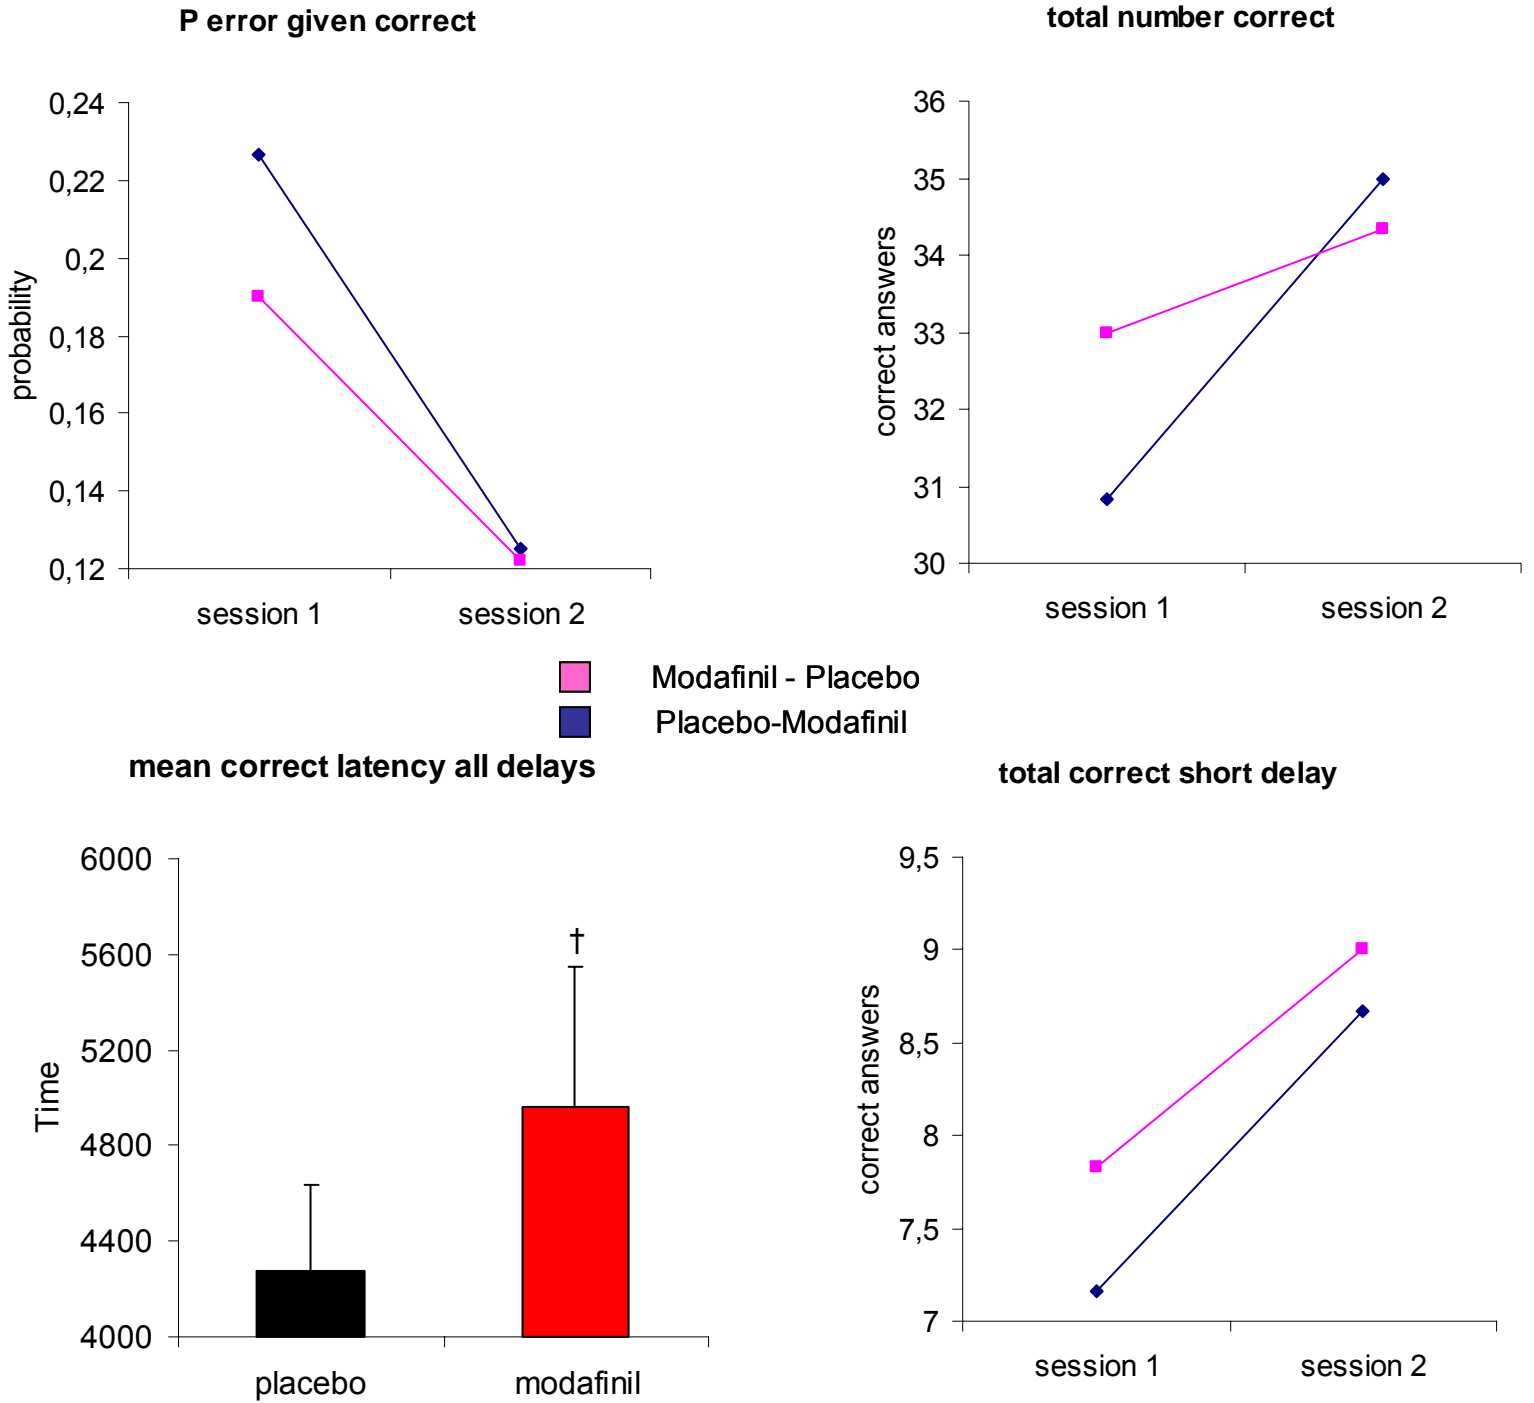 P error given correct
0,24
0,22
0,2
0,18
0,16
0,14
0,12
probability
session 1
session 2
total number correct
36
35
34
33
32
31
30
correct answers
session 1
session 2
Modafinil - Placebo
Placebo-Modafinil
mean correct latency all delays
6000
5600
5200
4800
4400
4000
Time
†
placebo
modafinil
total correct short delay
9,5
9
8,5
8
7,5
7
correct answers
session 1
session 2